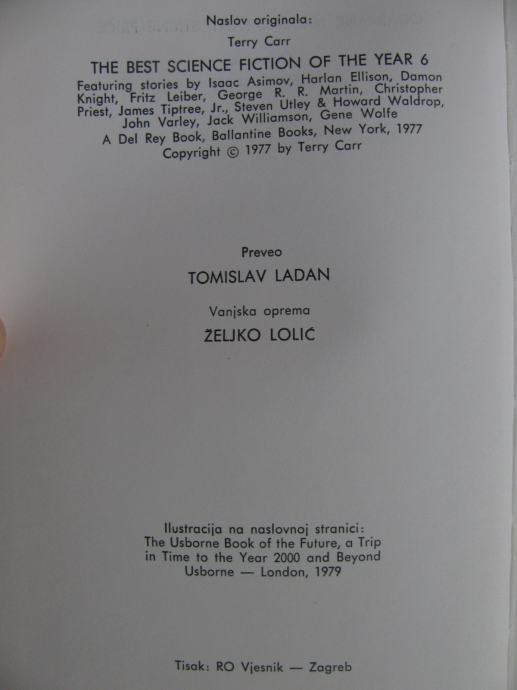 Naslov originala:
Terry Carr
THE BEST SCIENCE FICTION OF THE YEAR 6
Featuring stories by Isaac Asimov, Harlan Ellison, Damon
Knight, Fritz Leiber, George R. R. Martin, Christopher
Priest, James Tiptree, Jr., Steven Utley & Howard Waldrop,
John Varley, Jack Williamson, Gene Wolfe
A Del Rey Book, Ballantine Books, New York, 1977
Copyright © 1977 by Terry Carr
Preveo
TOMISLAV LADAN
Vanjska oprema
ŽELJKO LOLIĆ
Ilustracija na naslovnoj stranici:
The Usborne Book of the Future, a Trip
in Time to the Year 2000 and Beyond
Usborne — London, 1979
Tisak: RO Vjesnik — Zagreb